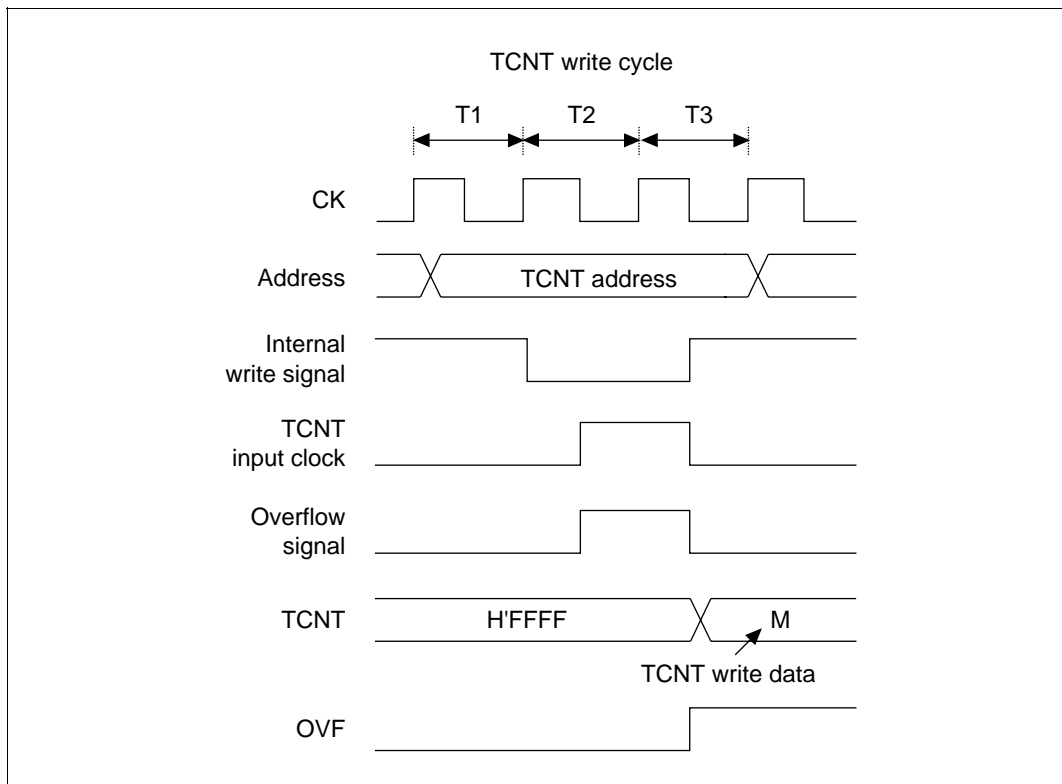 TCNT write cycle
T1 T2 T3
CK
Address
TCNT address
Internal
write signal
TCNT
input clock
Overflow
signal
TCNT
H'FFFF
M
TCNT write data
OVF